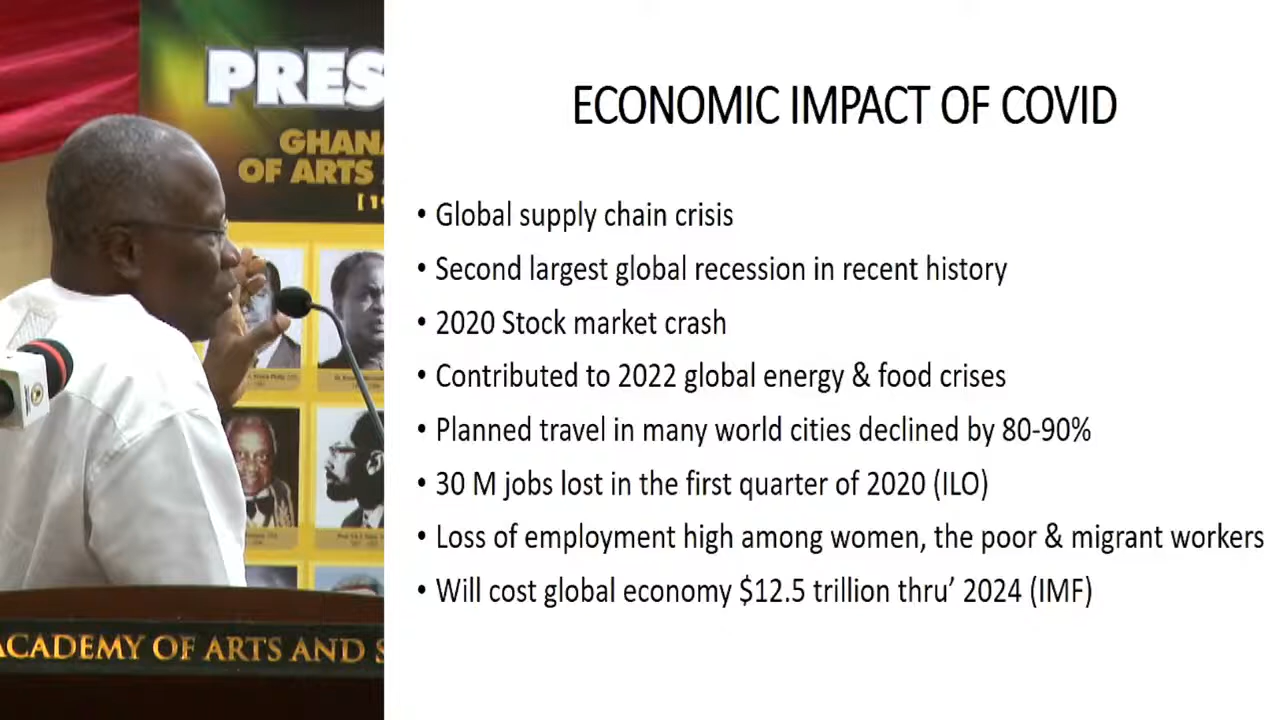 PRES
GHANA
OF ARTS
[19
ECONOMIC IMPACT OF COVID
• Global supply chain crisis
• Second largest global recession in recent history
• 2020 Stock market crash
• Contributed to 2022 global energy & food crises
• Planned travel in many world cities declined by 80-90%
• 30 M jobs lost in the first quarter of 2020 (ILO)
• Loss of employment high among women, the poor & migrant workers
• Will cost global economy $12.5 trillion thru’ 2024 (IMF)
ACADEMY OF ARTS AND S